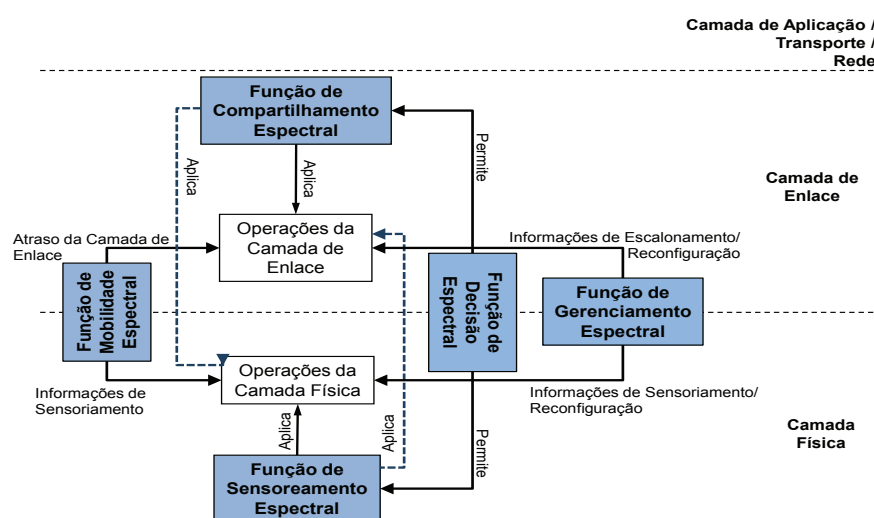 Camada de Aplicação /
Transporte /
Rede
Função de
Compartilhamento
Espectral
Aplica
Aplica
Permite
Camada de
Enlace
Atraso da Camada de
Enlace
Operações da
Camada de
Enlace
Informações de Escalonamento/
Reconfiguração
Função de
Mobilidade
Espectral
Função de
Decisão
Espectral
Função de
Gerenciamento
Espectral
Operações da
Camada Física
Informações de
Sensoriamento
Informações de Sensoriamento/
Reconfiguração
Aplica
Aplica
Permite
Camada
Física
Função de
Sensoreamento
Espectral